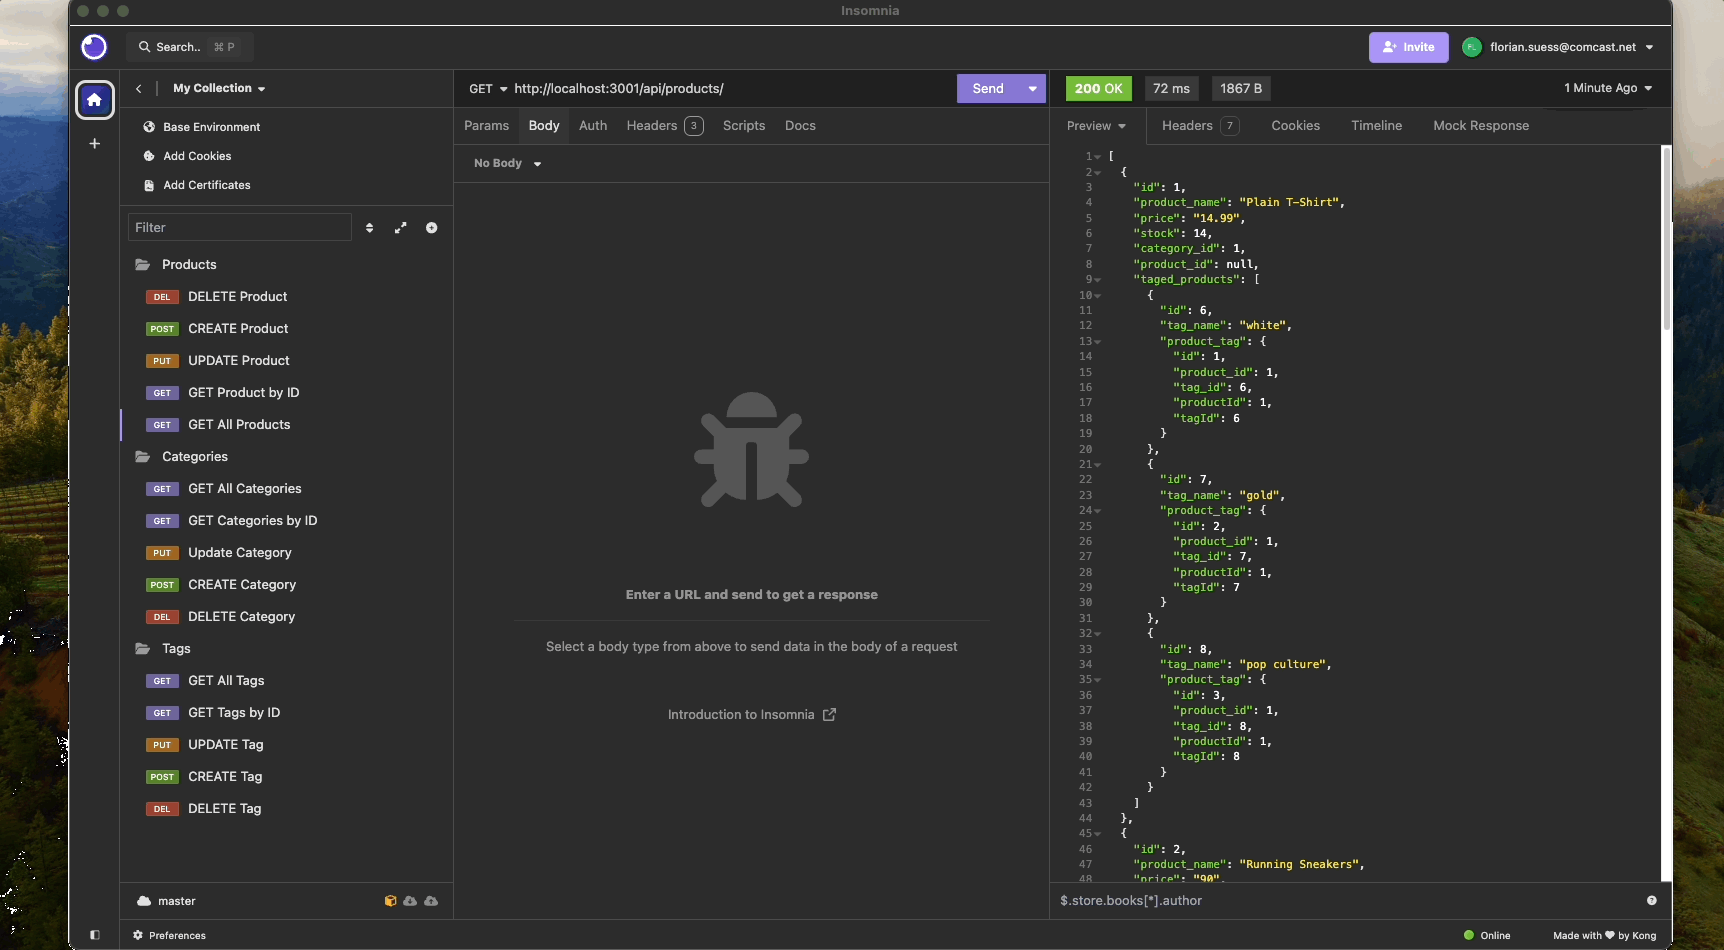 Insomnia
Search.. ⌘ P
Invite
FL
florian.suess@comcast.net
My Collection
GET http://localhost:3001/api/products/
Send
200 OK
72 ms
1867 B
1 Minute Ago
Base Environment
Add Cookies
Add Certificates
Params
Body
Auth
Headers 3
Scripts
Docs
No Body
Preview
Headers 7
Cookies
Timeline
Mock Response
Filter
Products
DEL DELETE Product
POST CREATE Product
PUT UPDATE Product
GET GET Product by ID
GET GET All Products
Categories
GET GET All Categories
GET GET Categories by ID
PUT Update Category
POST CREATE Category
DEL DELETE Category
Tags
GET GET All Tags
GET GET Tags by ID
PUT UPDATE Tag
POST CREATE Tag
DEL DELETE Tag
Enter a URL and send to get a response
Select a body type from above to send data in the body of a request
Introduction to Insomnia
1 [
2 {
3 "id": 1,
4 "product_name": "Plain T-Shirt",
5 "price": "14.99",
6 "stock": 14,
7 "category_id": 1,
8 "product_id": null,
9 "taged_products": [
10 {
11 "id": 6,
12 "tag_name": "white",
13 "product_tag": {
14 "id": 1,
15 "product_id": 1,
16 "tag_id": 6,
17 "productId": 1,
18 "tagId": 6
19 }
20 },
21 {
22 "id": 7,
23 "tag_name": "gold",
24 "product_tag": {
25 "id": 2,
26 "product_id": 1,
27 "tag_id": 7,
28 "productId": 1,
29 "tagId": 7
30 }
31 },
32 {
33 "id": 8,
34 "tag_name": "pop culture",
35 "product_tag": {
36 "id": 3,
37 "product_id": 1,
38 "tag_id": 8,
39 "productId": 1,
40 "tagId": 8
41 }
42 }
43 ]
44 },
45 {
46 "id": 2,
47 "product_name": "Running Sneakers",
48 "price": "90",
$.store.books[*].author
master
Preferences
Online
Made with ♥ by Kong